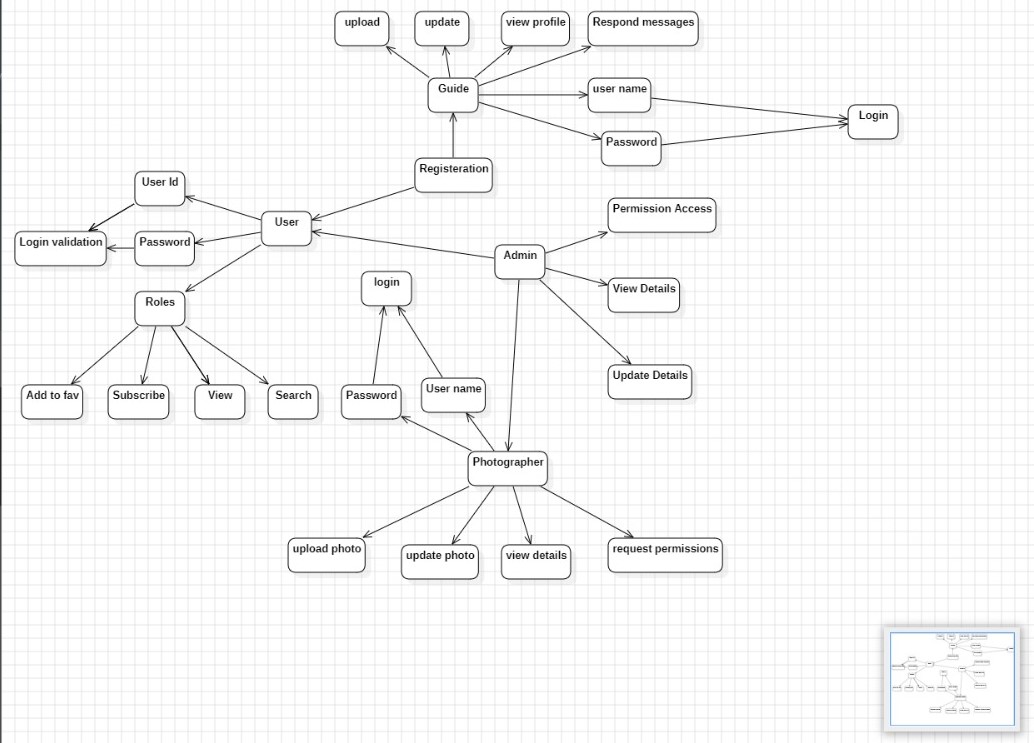 upload
update
view profile
Respond messages
Guide
user name
Login
Password
Registeration
User Id
Permission Access
User
Login validation
Password
Admin
login
View Details
Roles
Update Details
Add to fav
Subscribe
View
Search
Password
User name
Photographer
upload photo
update photo
view details
request permissions